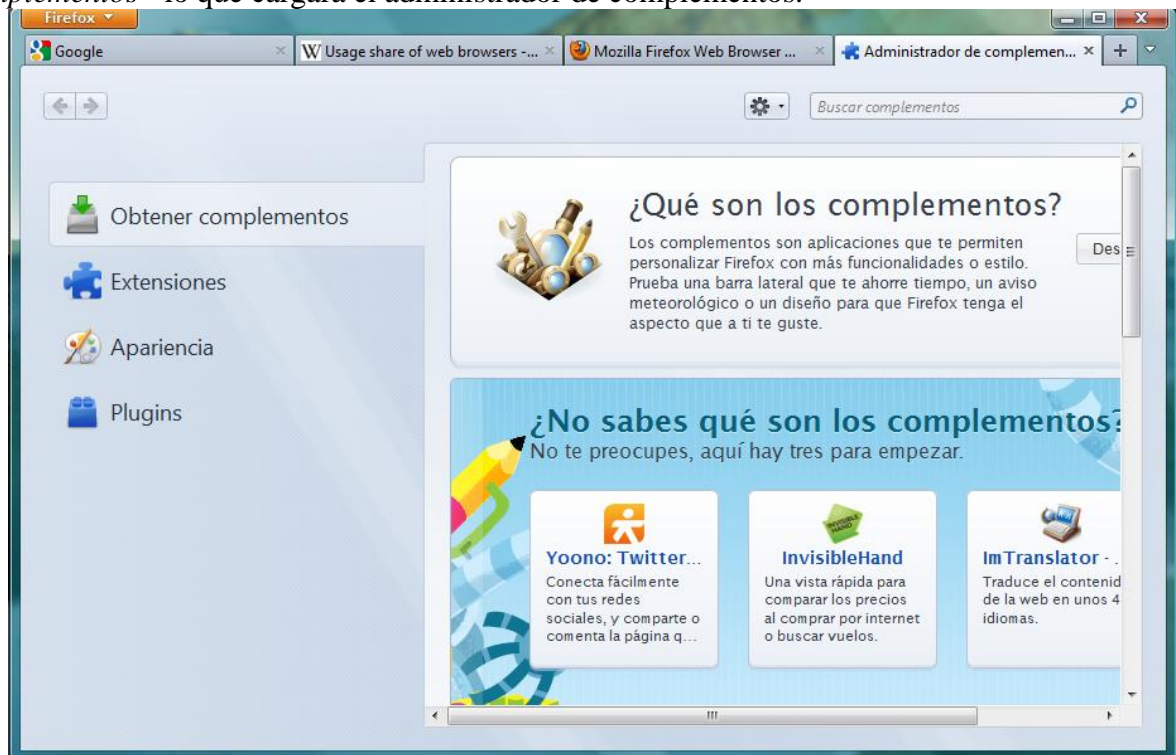 mplementos" lo que cargará el administrador de complementos.
Firefox
Google
W Usage share of web browsers -...
Mozilla Firefox Web Browser ...
Administrador de complemen...
Buscar complementos
Obtener complementos
Extensiones
Apariencia
Plugins
¿Qué son los complementos?
Los complementos son aplicaciones que te permiten
personalizar Firefox con más funcionalidades o estilo.
Prueba una barra lateral que te ahorre tiempo, un aviso
meteorológico o un diseño para que Firefox tenga el
aspecto que a ti te guste.
Des
¿No sabes qué son los complementos?
No te preocupes, aquí hay tres para empezar.
INVISIBLE
HAND
Yoono: Twitter...
Conecta fácilmente
con tus redes
sociales, y comparte o
comenta la página q...
InvisibleHand
Una vista rápida para
comparar los precios
al comprar por internet
o buscar vuelos.
ImTranslator - .
Traduce el contenid
de la web en unos 4
idiomas.